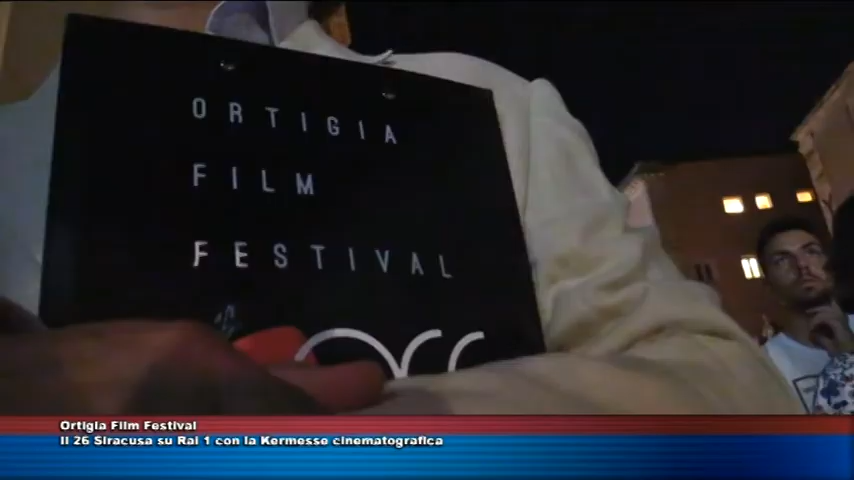 ORTIGIA
FILM
FESTIVAL
Ortigia Film Festival
Il 26 Siracusa su Rai 1 con la Kermesse cinematografica